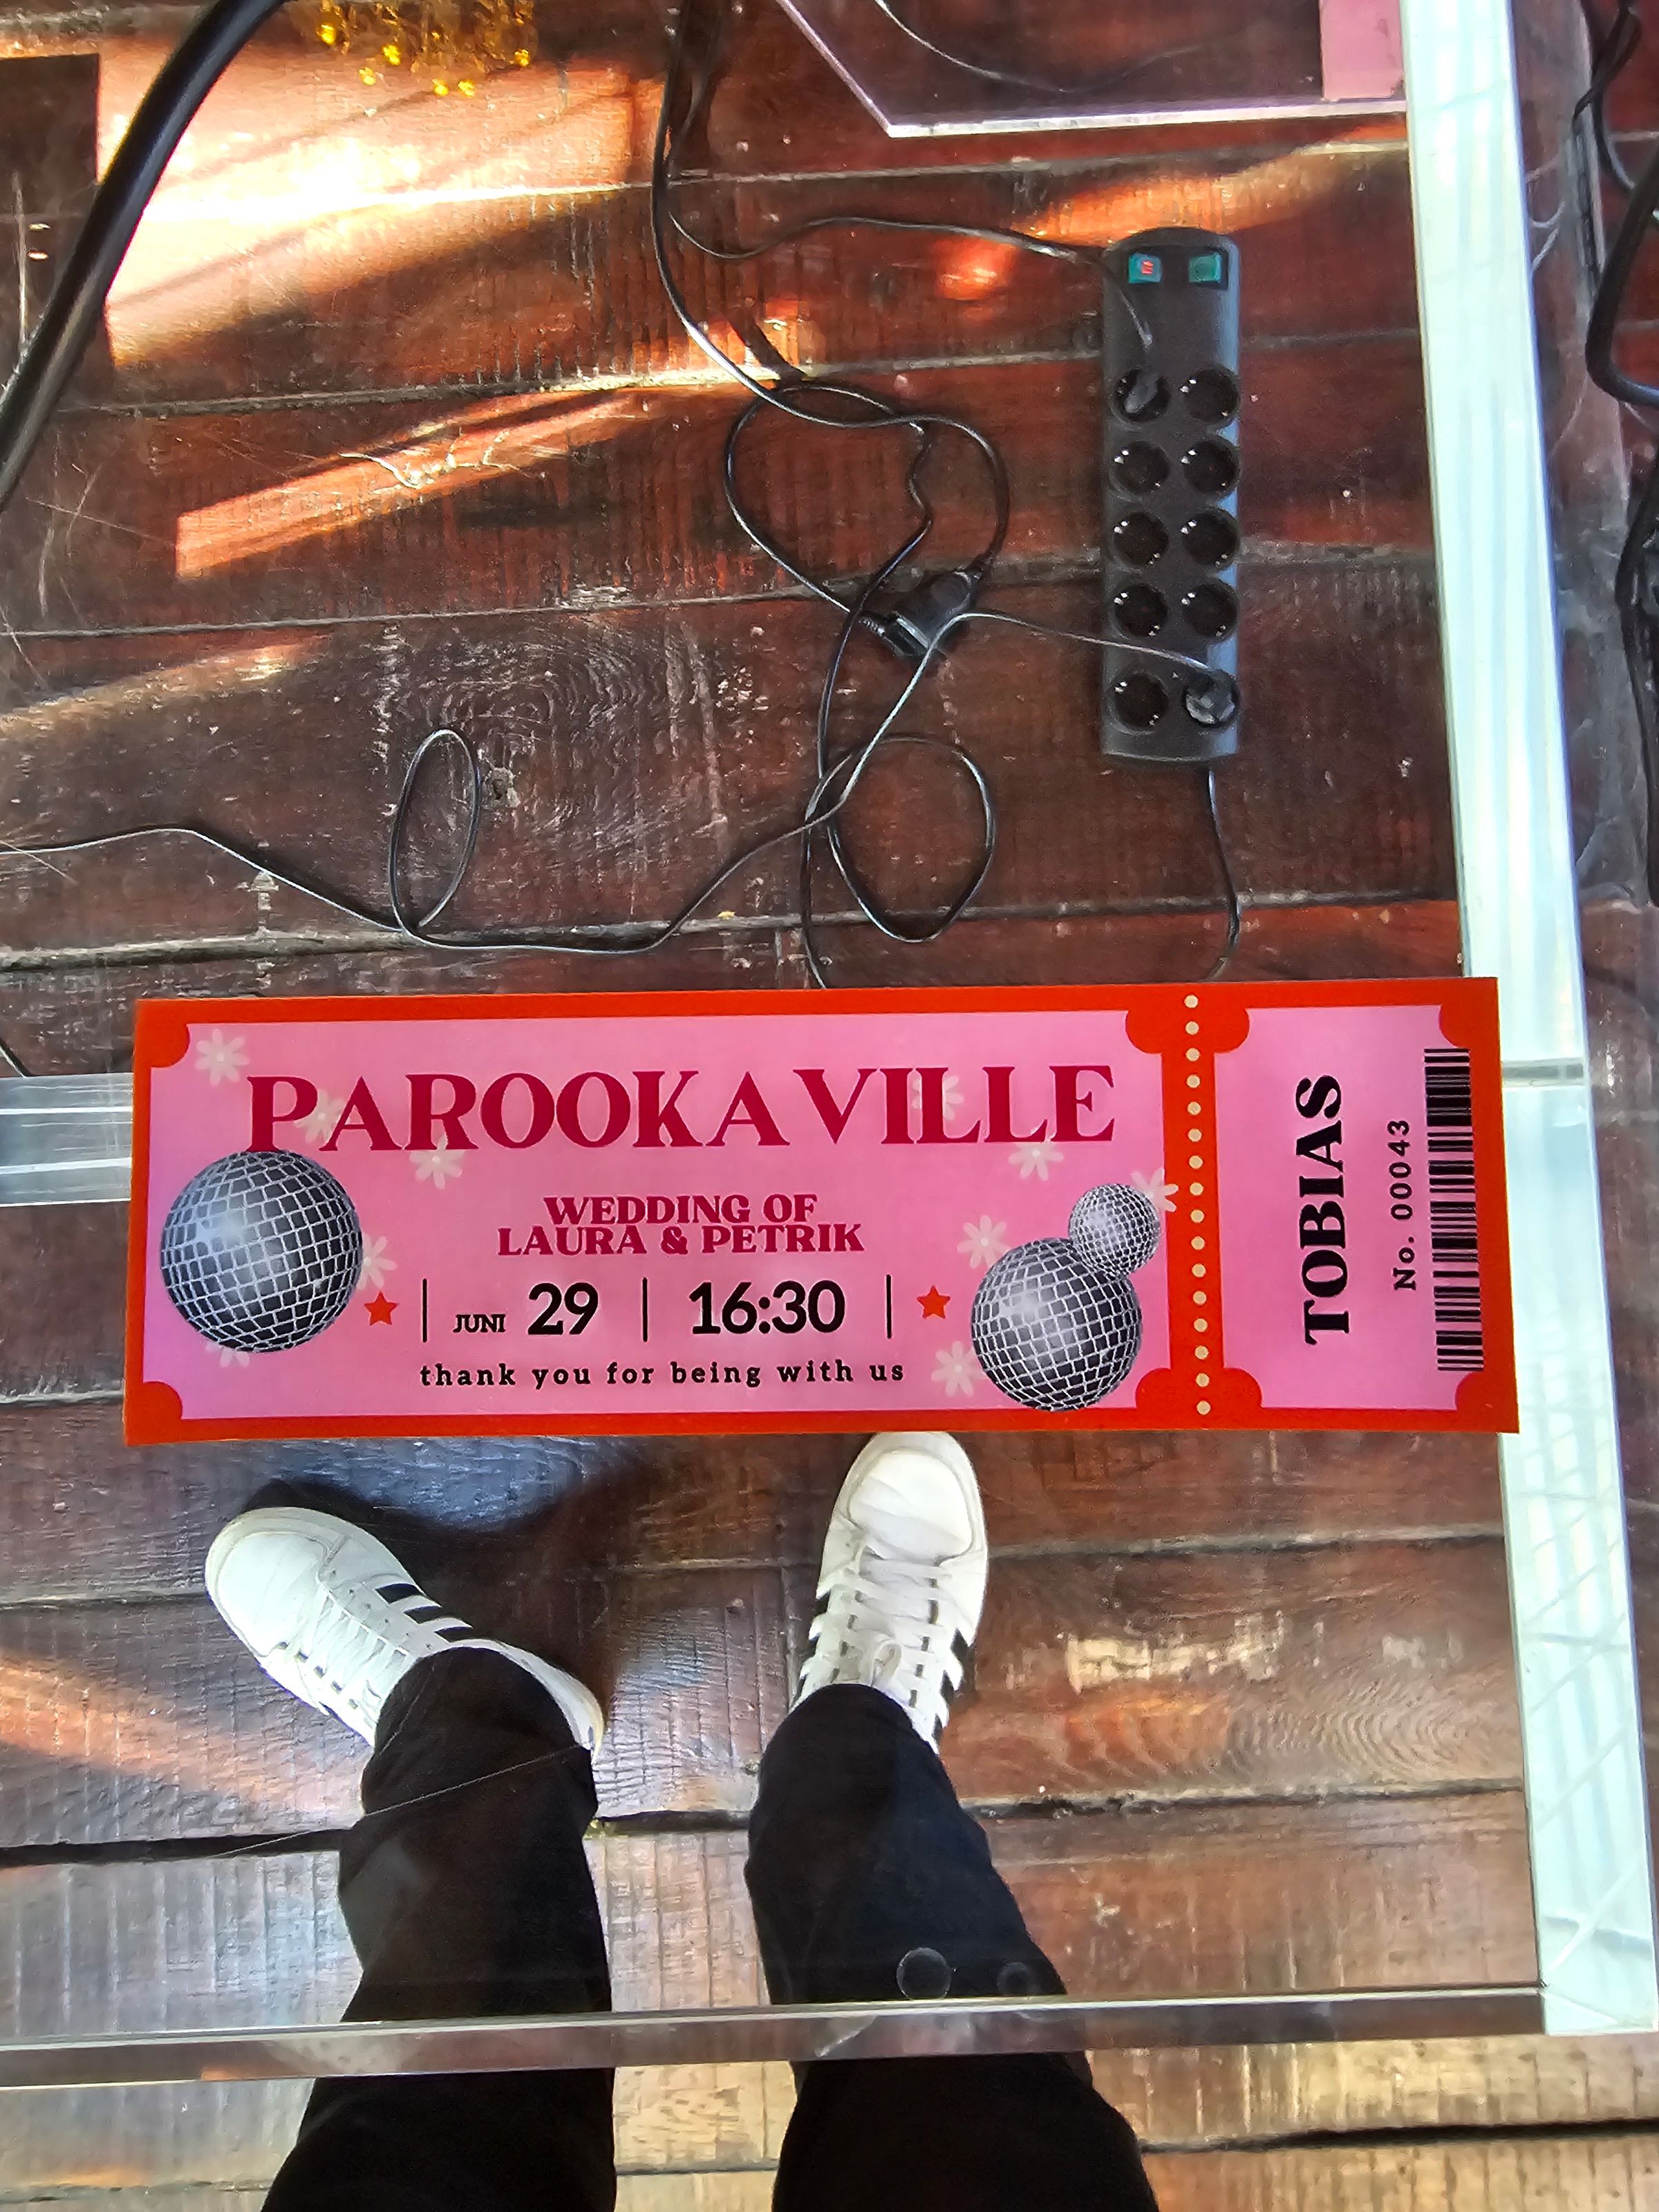 PAROOKAVILLE
WEDDING OF
LAURA & PETRIK
JUNI 29 | 16:30
thank you for being with us
TOBIAS
No. 00043